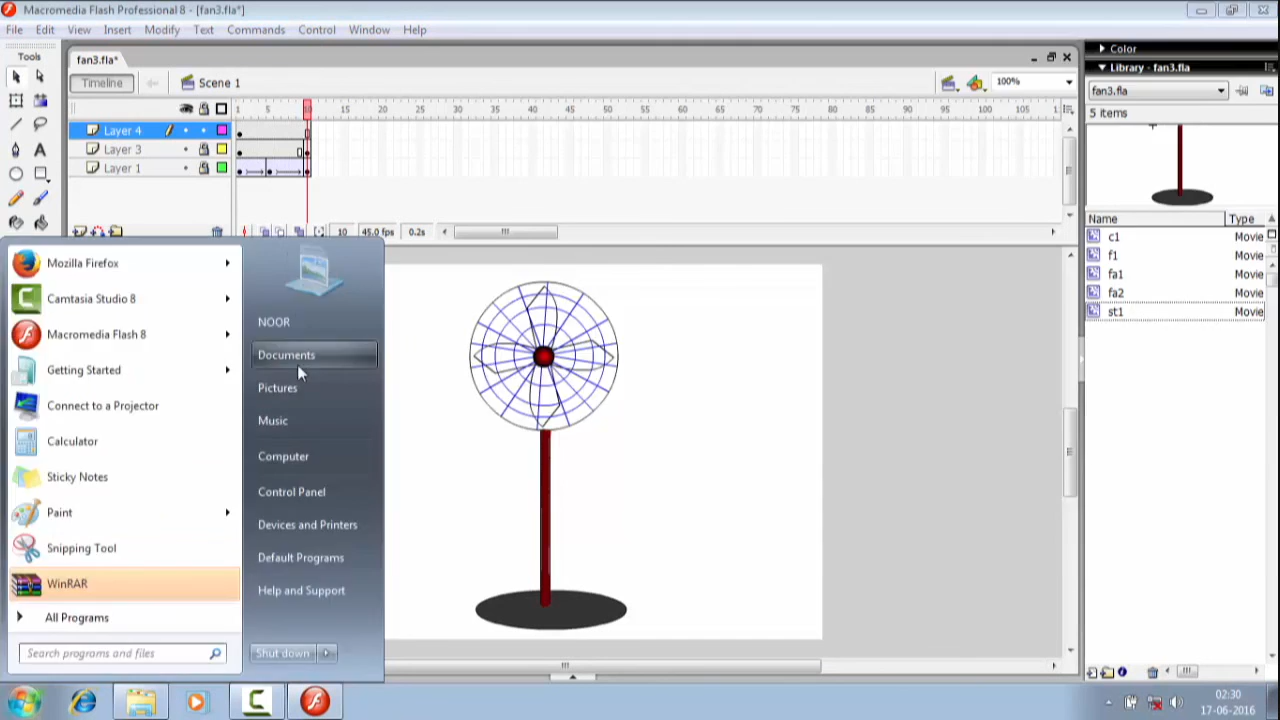 Macromedia Flash Professional 8 - [fan3.fla*]
File Edit View Insert Modify Text Commands Control Window Help
Tools
fan3.fla*
Timeline
Scene 1
100%
1 5 10 15 20 25 30 35 40 45 50 55 60 65 70 75 80 85 90 95 100 105
Layer 4
Layer 3
Layer 1
10 45.0 fps 0.2s
Color
Library - fan3.fla
fan3.fla
5 items
Name Type
c1 Movie
f1 Movie
fa1 Movie
fa2 Movie
st1 Movie
Mozilla Firefox
Camtasia Studio 8
Macromedia Flash 8
Getting Started
Connect to a Projector
Calculator
Sticky Notes
Paint
Snipping Tool
WinRAR
All Programs
Search programs and files
NOOR
Documents
Pictures
Music
Computer
Control Panel
Devices and Printers
Default Programs
Help and Support
Shut down
02:30
17-06-2016